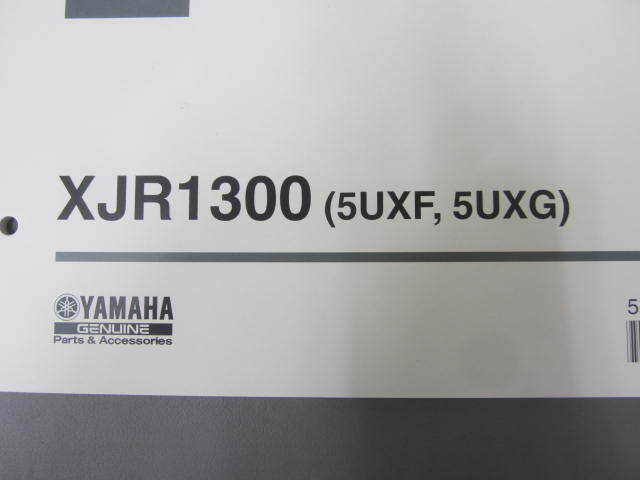 XJR1300 (5UXF, 5UXG)
YAMAHA
GENUINE
Parts & Accessories
5